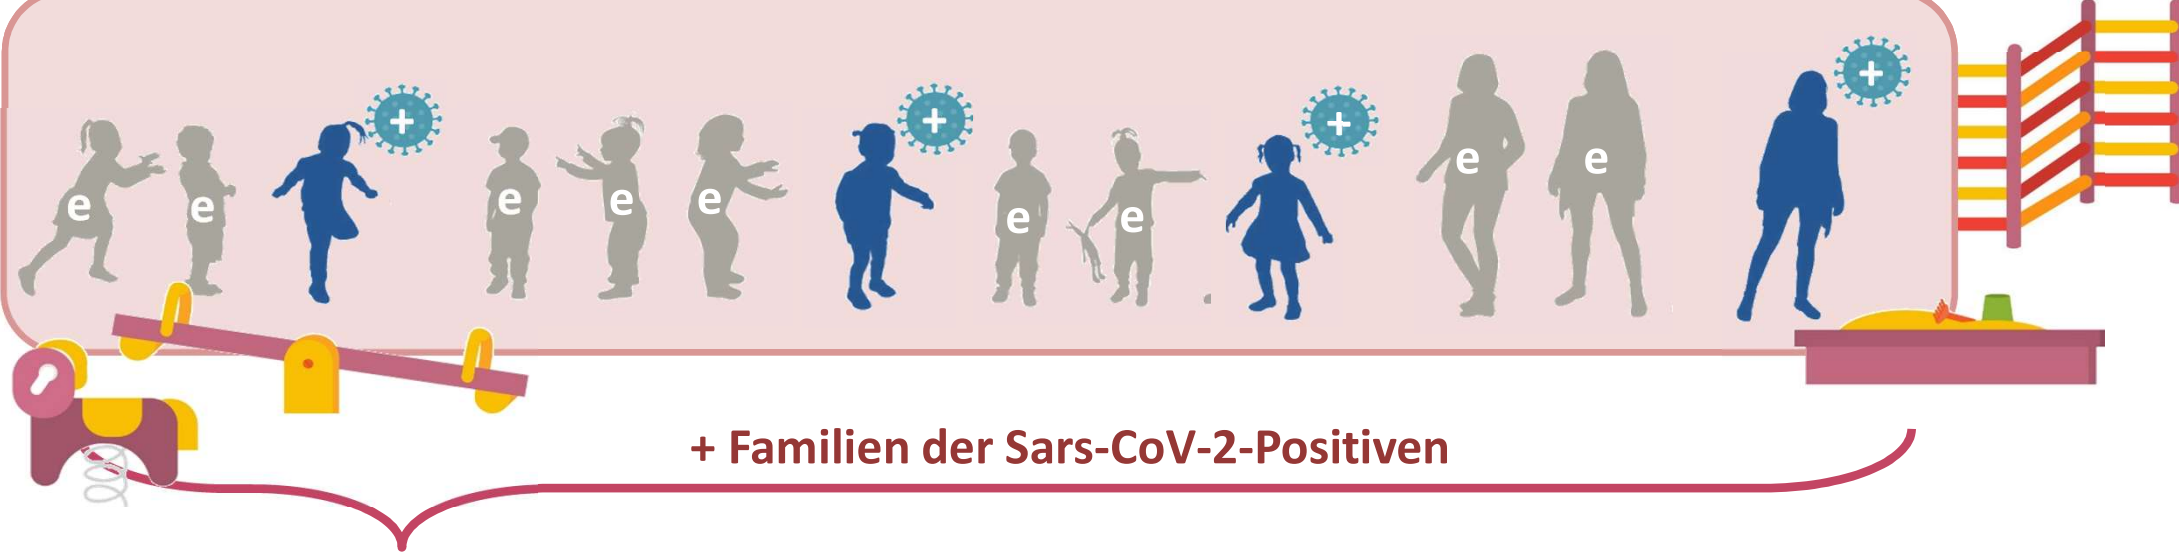 e e + e e e + e e + e e +
+ Familien der Sars-CoV-2-Positiven